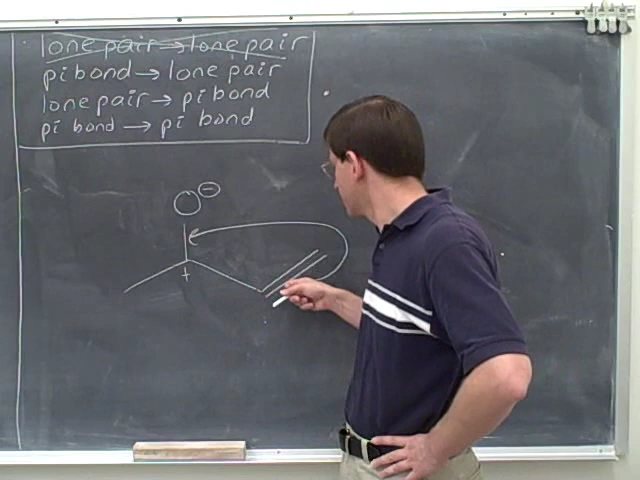 lone pair → lone pair
pi bond → lone pair
lone pair → pi bond
pi bond → pi bond
O ⊖
+